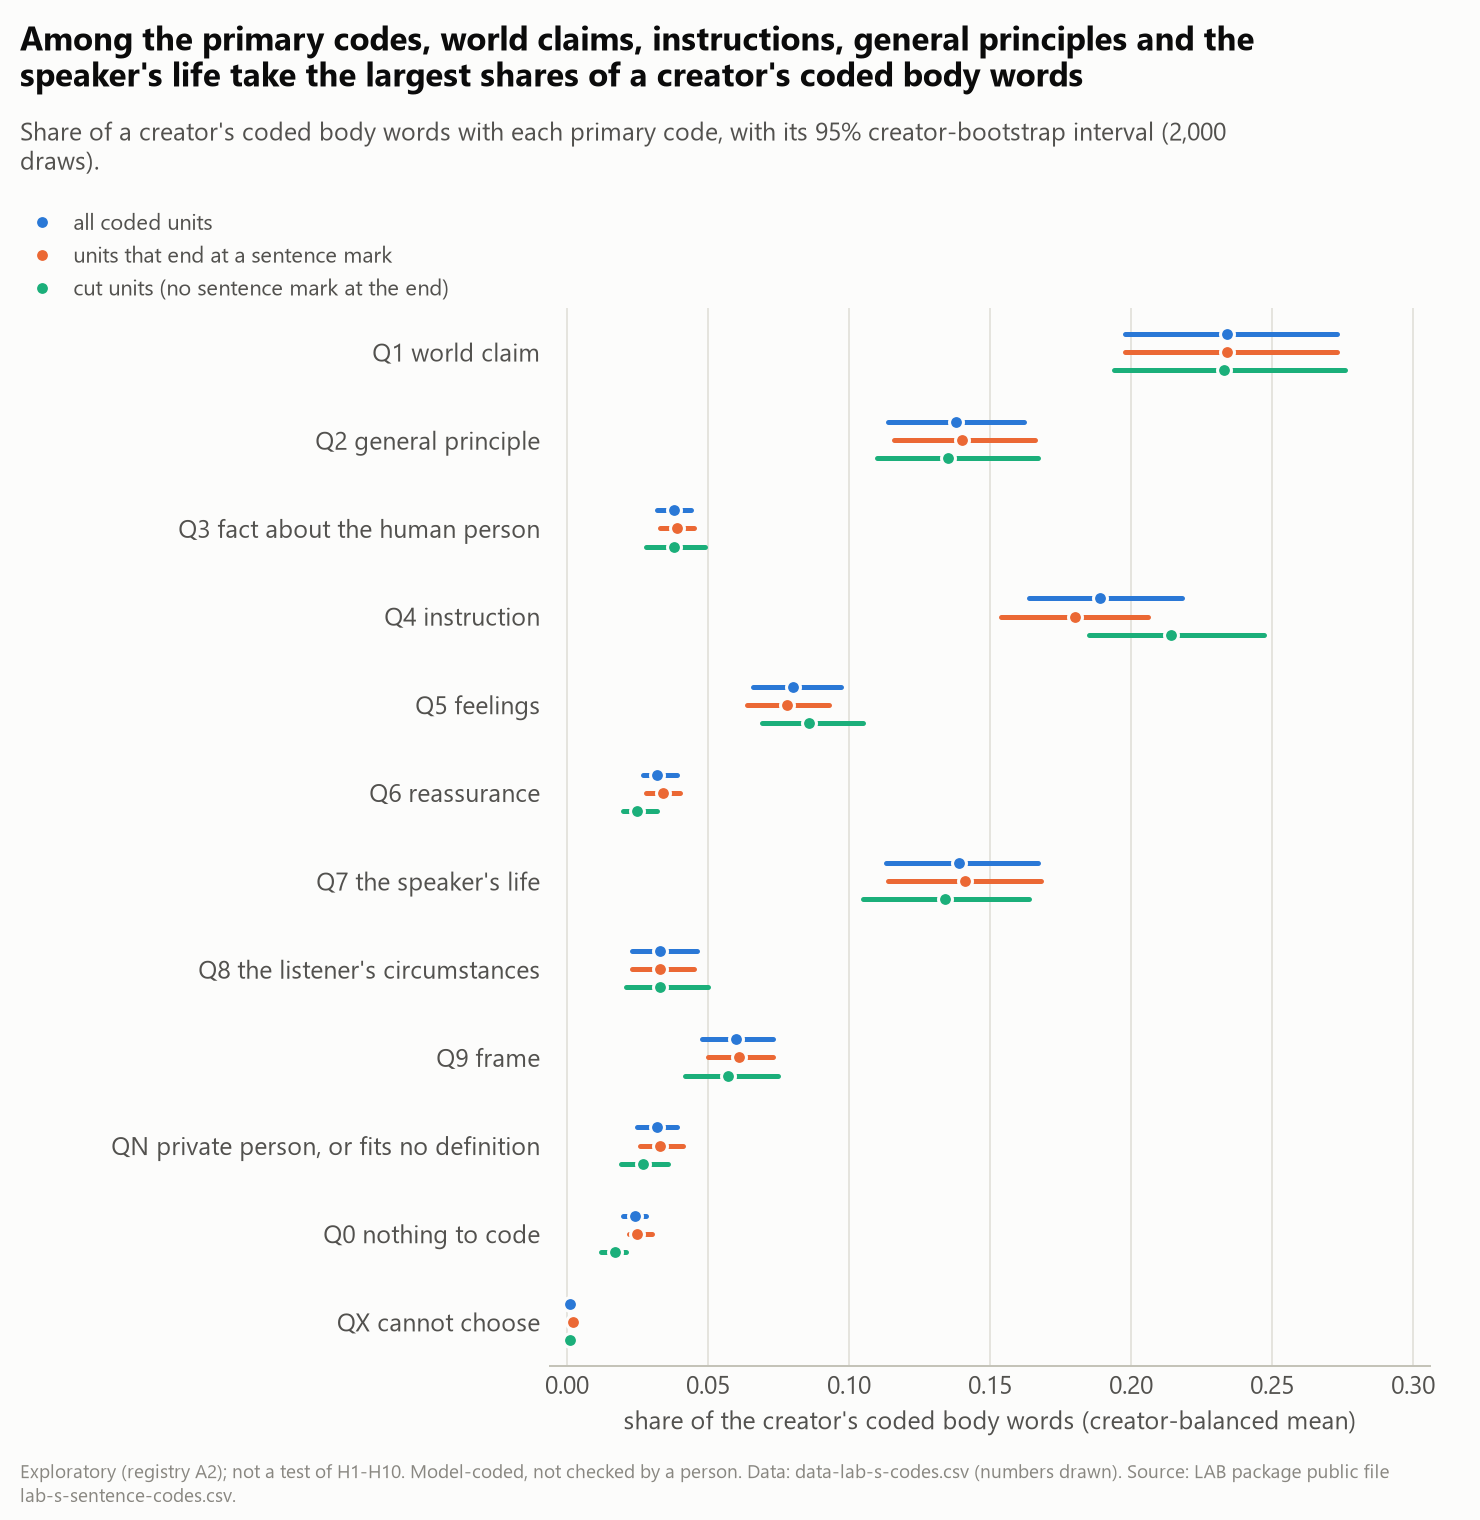 Among the primary codes, world claims, instructions, general principles and the
speaker's life take the largest shares of a creator's coded body words
Share of a creator's coded body words with each primary code, with its 95% creator-bootstrap interval (2,000
draws).
all coded units
units that end at a sentence mark
cut units (no sentence mark at the end)
Q1 world claim
Q2 general principle
Q3 fact about the human person
Q4 instruction
Q5 feelings
Q6 reassurance
Q7 the speaker's life
Q8 the listener's circumstances
Q9 frame
QN private person, or fits no definition
Q0 nothing to code
QX cannot choose
0.00 0.05 0.10 0.15 0.20 0.25 0.30
share of the creator's coded body words (creator-balanced mean)
Exploratory (registry A2); not a test of H1-H10. Model-coded, not checked by a person. Data: data-lab-s-codes.csv (numbers drawn). Source: LAB package public file
lab-s-sentence-codes.csv.